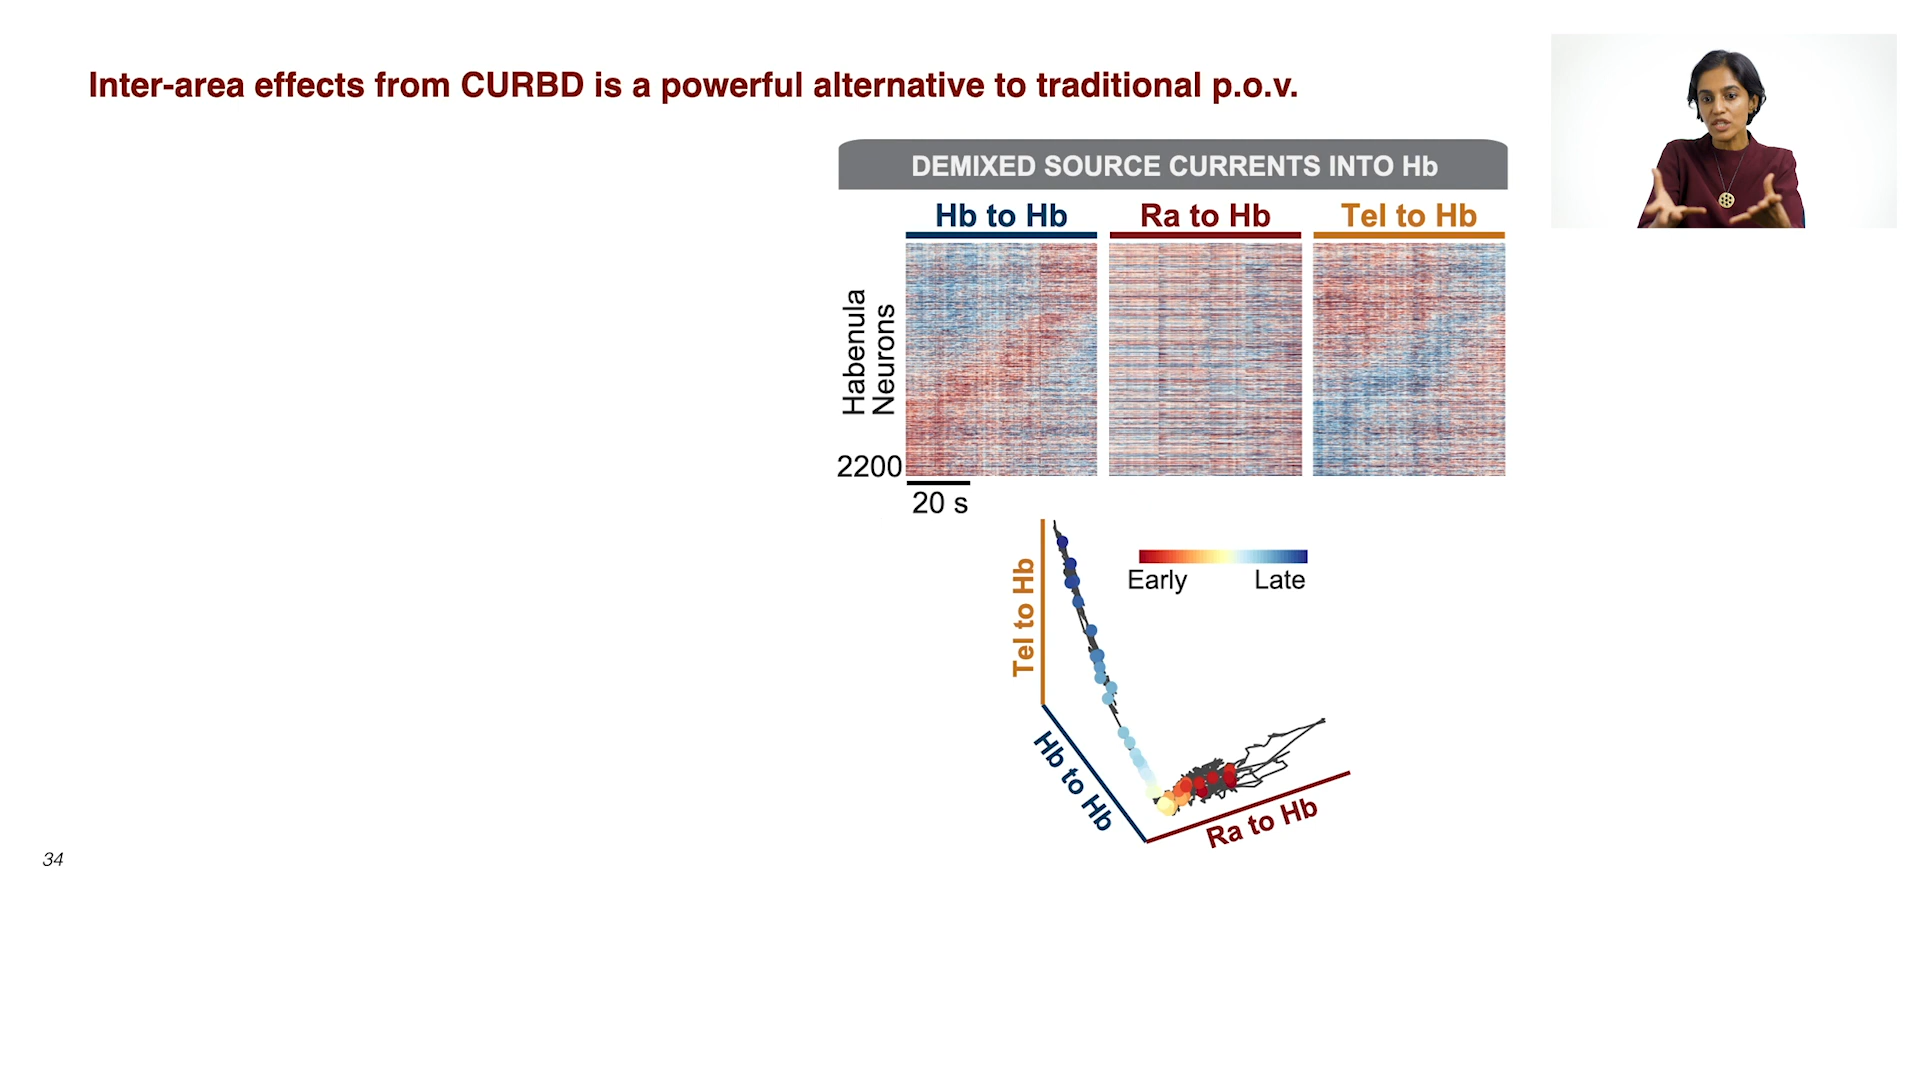 Inter-area effects from CURBD is a powerful alternative to traditional p.o.v.
DEMIXED SOURCE CURRENTS INTO Hb
Hb to Hb
Ra to Hb
Tel to Hb
Habenula
Neurons
2200
20 s
Early
Late
Tel to Hb
Hb to Hb
Ra to Hb
34